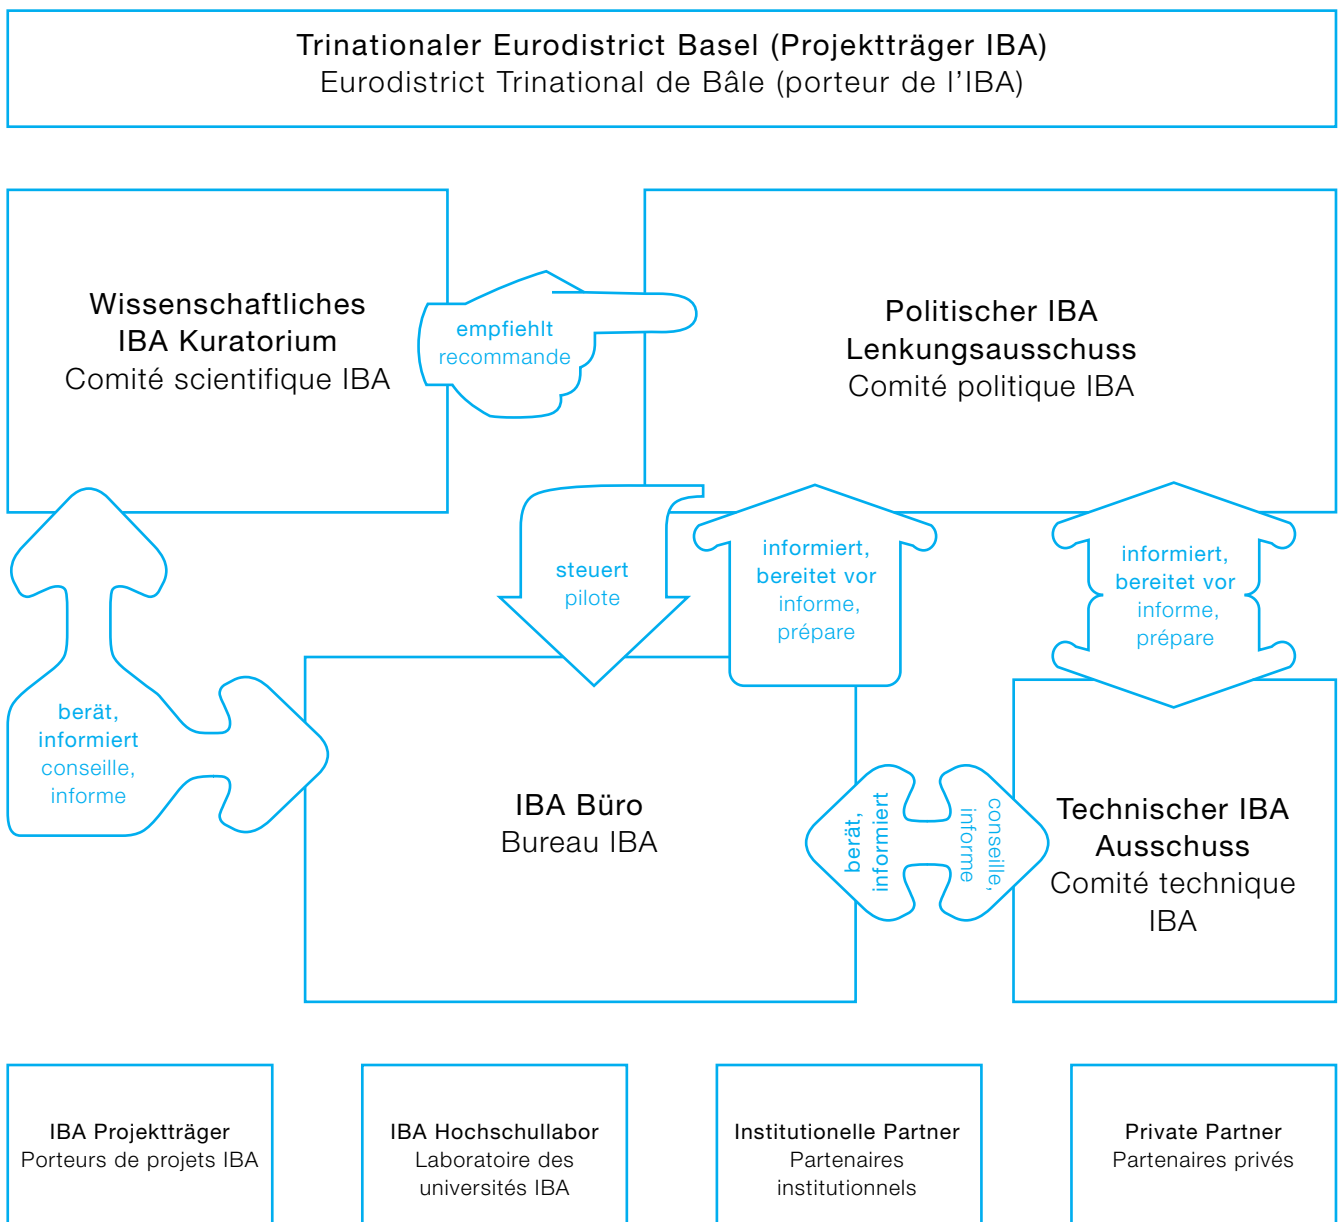 Trinationaler Eurodistrict Basel (Projektträger IBA)
Eurodistrict Trinational de Bâle (porteur de l'IBA)
Wissenschaftliches
IBA Kuratorium
Comité scientifique IBA
empfiehlt
recommande
Politischer IBA
Lenkungsausschuss
Comité politique IBA
steuert
pilote
informiert,
bereitet vor
informe,
prépare
informiert,
bereitet vor
informe,
prépare
berät,
informiert
conseille,
informe
IBA Büro
Bureau IBA
berät,
informiert
conseille,
informe
Technischer IBA
Ausschuss
Comité technique
IBA
IBA Projektträger
Porteurs de projets IBA
IBA Hochschullabor
Laboratoire des
universités IBA
Institutionelle Partner
Partenaires
institutionnels
Private Partner
Partenaires privés